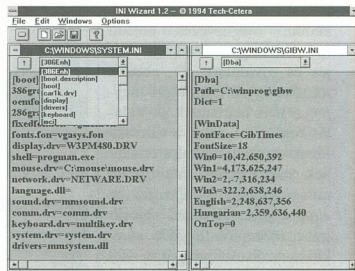 INI Wizard 1.2 – © 1994 Tech-Cetera
File Edit Windows Options
C:\WINDOWS\SYSTEM.INI
[386Enh]
[386Enh]
[boot.description]
[boot]
[display]
[drivers]
[keyboard]
[mci]
[boot]
386gra
oemfo
286gra
fonts.fon=vgasys.fon
display.drv=W3PM480.DRV
shell=progman.exe
mouse.drv=C:\mouse\mouse.drv
network.drv=NETWARE.DRV
language.dll=
sound.drv=mmsound.drv
comm.drv=comm.drv
keyboard.drv=multikey.drv
system.drv=system.drv
drivers=mmsystem.dll
C:\WINDOWS\GIBW.INI
[Dba]
[Dba]
Path=C:\winprog\gibw
Dict=1
[WinData]
FontFace=GibTimes
FontSize=18
Win0=10,42,650,392
Win1=4,173,625,247
Win2=2,-7,316,234
Win3=322,2,638,246
English=2,248,637,356
Hungarian=2,359,636,440
OnTop=0